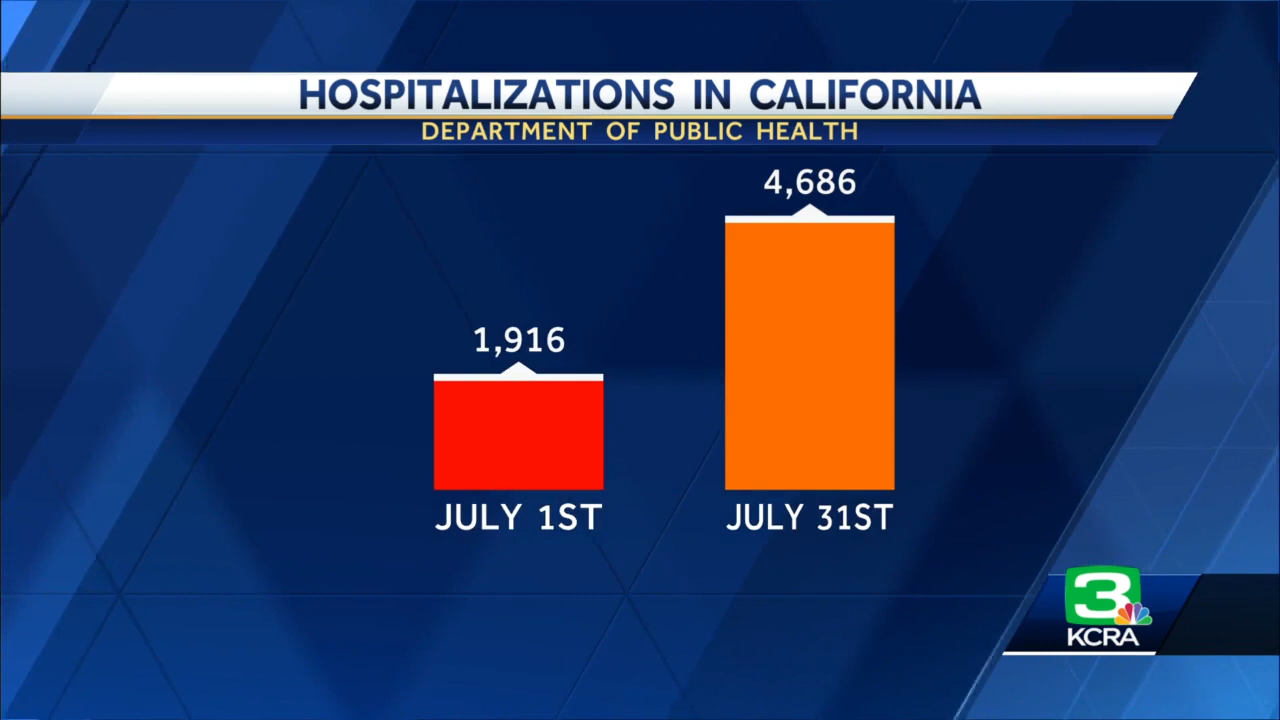 HOSPITALIZATIONS IN CALIFORNIA
DEPARTMENT OF PUBLIC HEALTH
4,686
1,916
JULY 1ST
JULY 31ST
3
KCRA